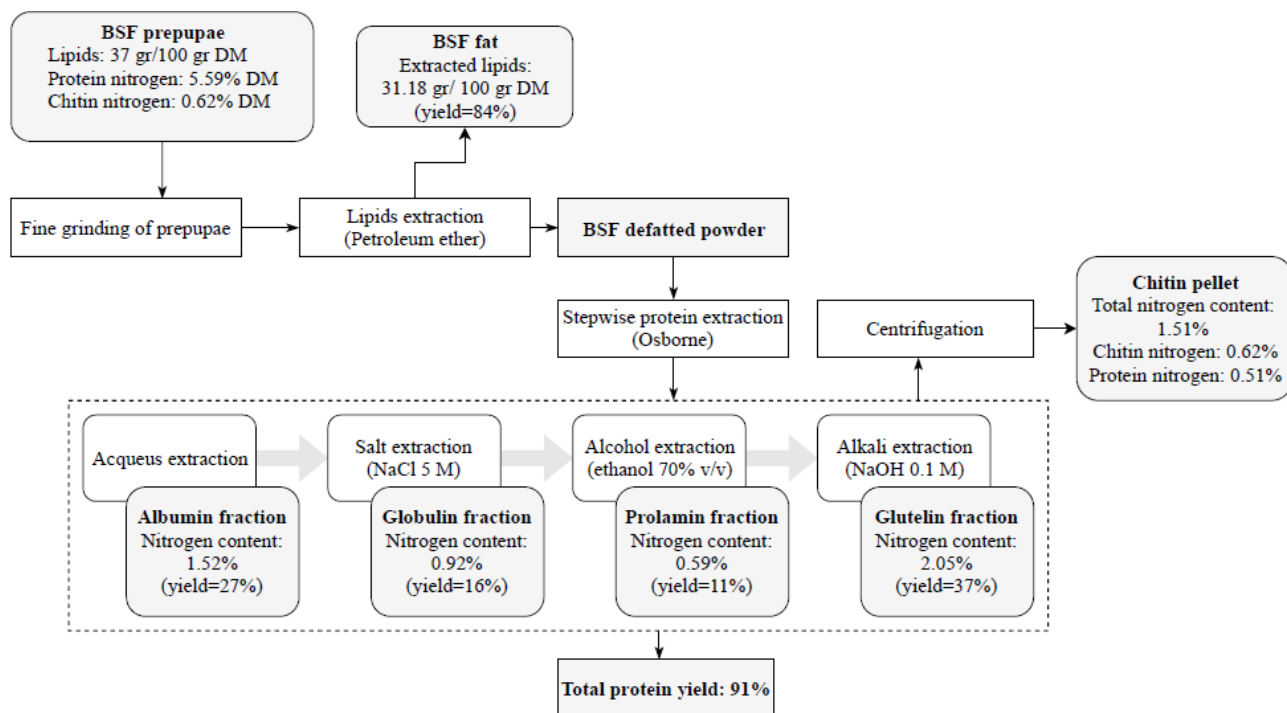 BSF prepupae
Lipids: 37 gr/100 gr DM
Protein nitrogen: 5.59% DM
Chitin nitrogen: 0.62% DM
BSF fat
Extracted lipids:
31.18 gr/ 100 gr DM
(yield=84%)
Fine grinding of prepupae
Lipids extraction
(Petroleum ether)
BSF defatted powder
Stepwise protein extraction
(Osborne)
Centrifugation
Chitin pellet
Total nitrogen content:
1.51%
Chitin nitrogen: 0.62%
Protein nitrogen: 0.51%
Acqueus extraction
Salt extraction
(NaCl 5 M)
Alcohol extraction
(ethanol 70% v/v)
Alkali extraction
(NaOH 0.1 M)
Albumin fraction
Nitrogen content:
1.52%
(yield=27%)
Globulin fraction
Nitrogen content:
0.92%
(yield=16%)
Prolamin fraction
Nitrogen content:
0.59%
(yield=11%)
Glutelin fraction
Nitrogen content:
2.05%
(yield=37%)
Total protein yield: 91%